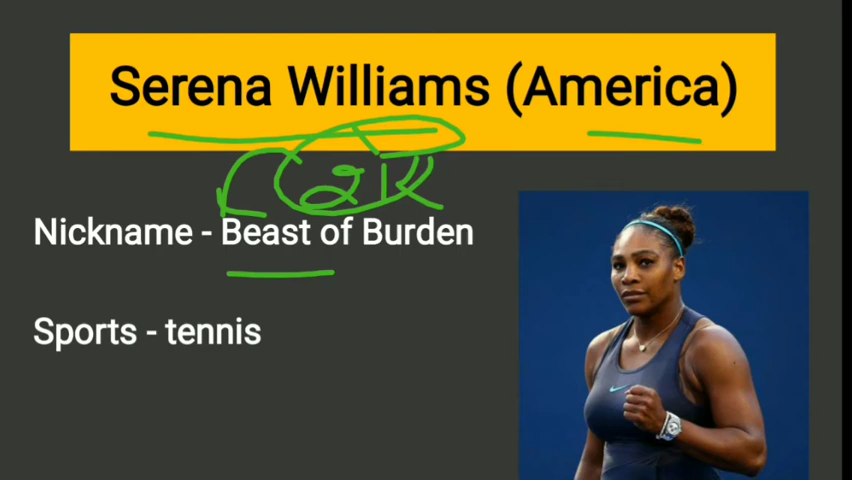 Serena Williams (America)
Nickname - Beast of Burden
Sports - tennis